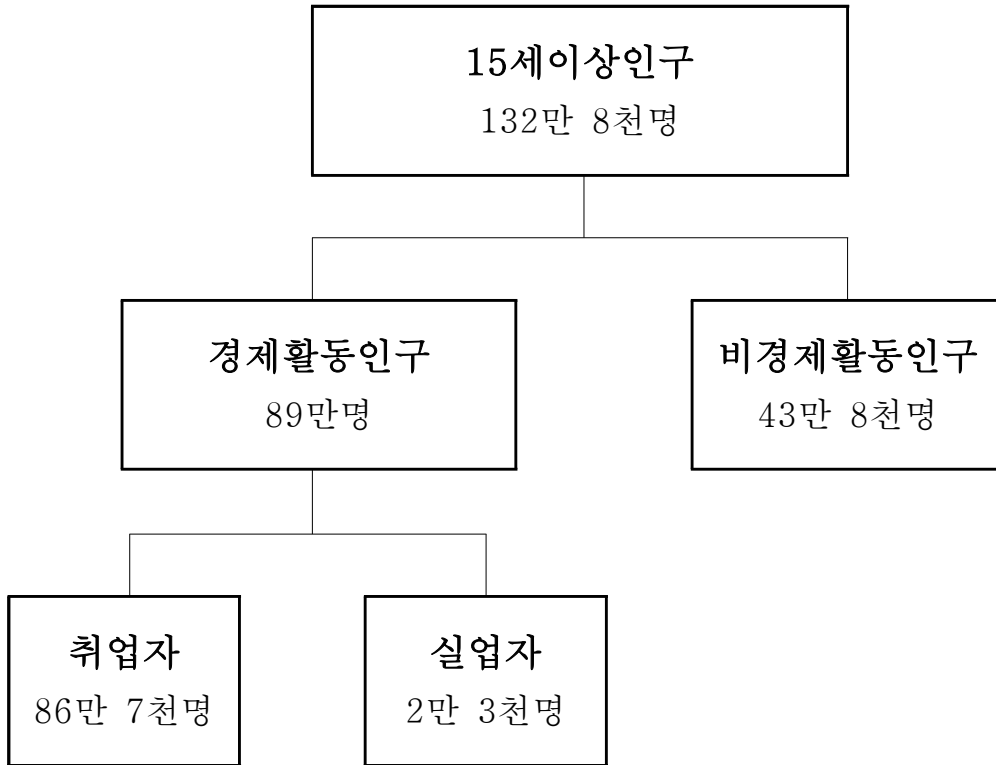 15세이상인구
132만 8천명
경제활동인구
89만명
비경제활동인구
43만 8천명
취업자
86만 7천명
실업자
2만 3천명